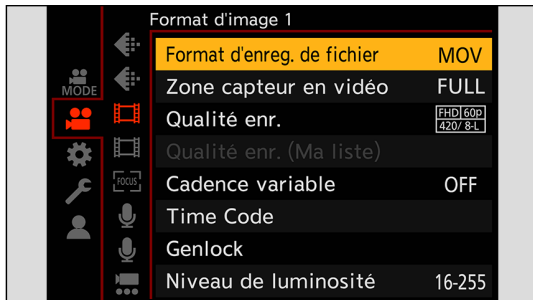 Format d'image 1
MODE
Format d'enreg. de fichier MOV
Zone capteur en vidéo FULL
Qualité enr. FHD 60p
420/ 8-L
Qualité enr. (Ma liste)
FOCUS
Cadence variable OFF
Time Code
Genlock
Niveau de luminosité 16-255